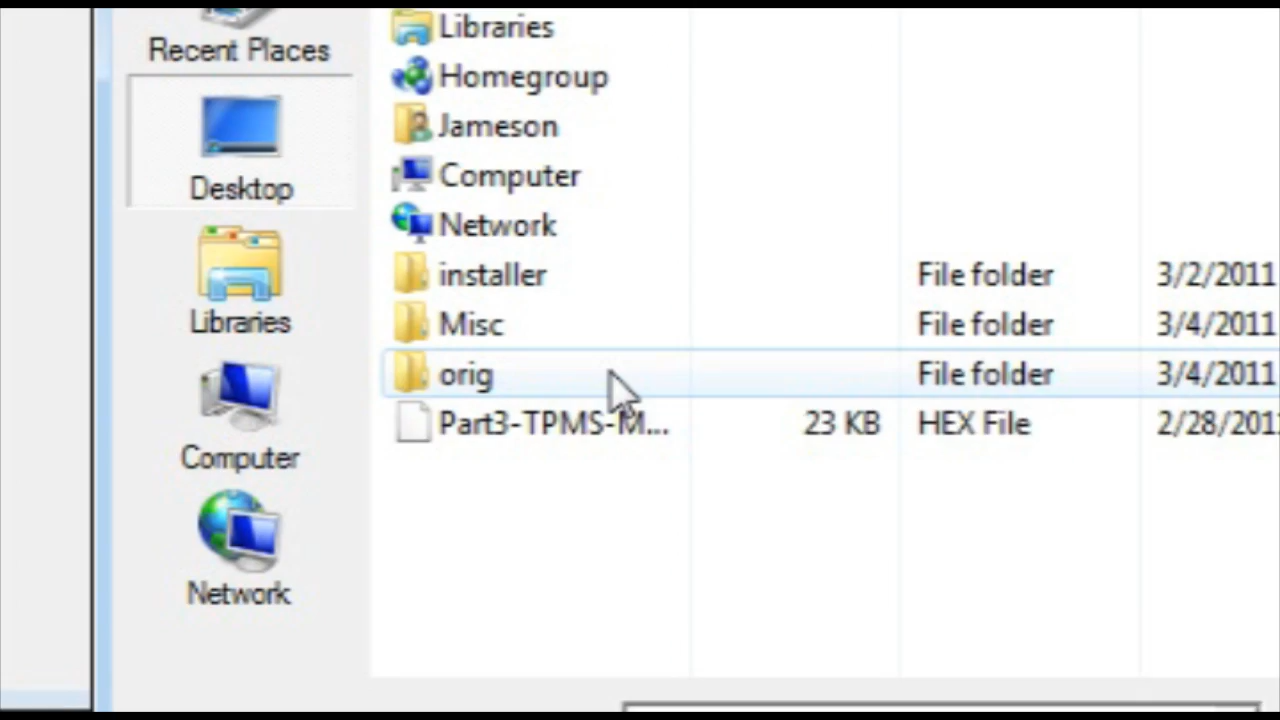 Recent Places
Desktop
Libraries
Computer
Network
Libraries
Homegroup
Jameson
Computer
Network
installer File folder 3/2/2011
Misc File folder 3/4/2011
orig File folder 3/4/2011
Part3-TPMS-M... 23 KB HEX File 2/28/201